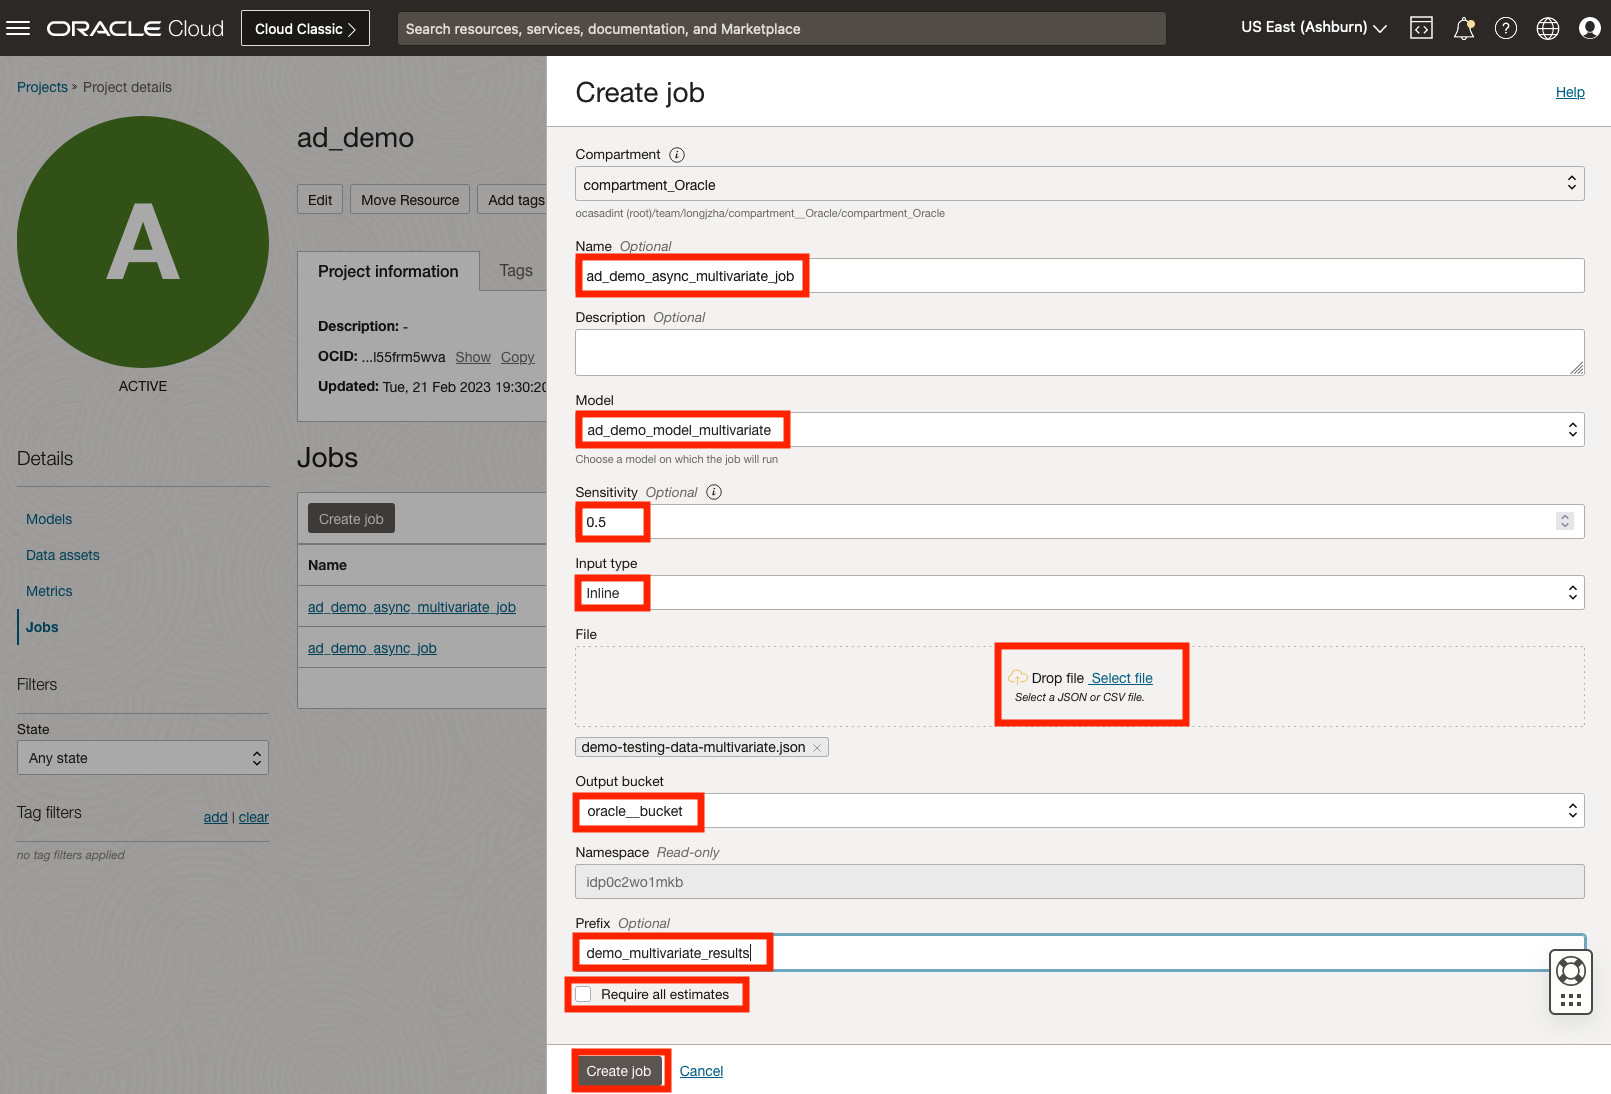 ORACLE Cloud
Cloud Classic
Search resources, services, documentation, and Marketplace
US East (Ashburn)
Projects » Project details
A
ACTIVE
ad_demo
Edit
Move Resource
Add tags
Project information
Tags
Description: -
OCID: ...l55frm5wva Show Copy
Updated: Tue, 21 Feb 2023 19:30:20
Details
Models
Data assets
Metrics
Jobs
Filters
State
Any state
Tag filters
add | clear
no tag filters applied
Jobs
Create job
Name
ad_demo_async_multivariate_job
ad_demo_async_job
Create job
Help
Compartment
compartment_Oracle
ocasadint (root)/team/longjzha/compartment__Oracle/compartment_Oracle
Name Optional
ad_demo_async_multivariate_job
Description Optional
Model
ad_demo_model_multivariate
Choose a model on which the job will run
Sensitivity Optional
0.5
Input type
Inline
File
Drop file Select file
Select a JSON or CSV file.
demo-testing-data-multivariate.json ×
Output bucket
oracle__bucket
Namespace Read-only
idp0c2wo1mkb
Prefix Optional
demo_multivariate_results
Require all estimates
Create job
Cancel